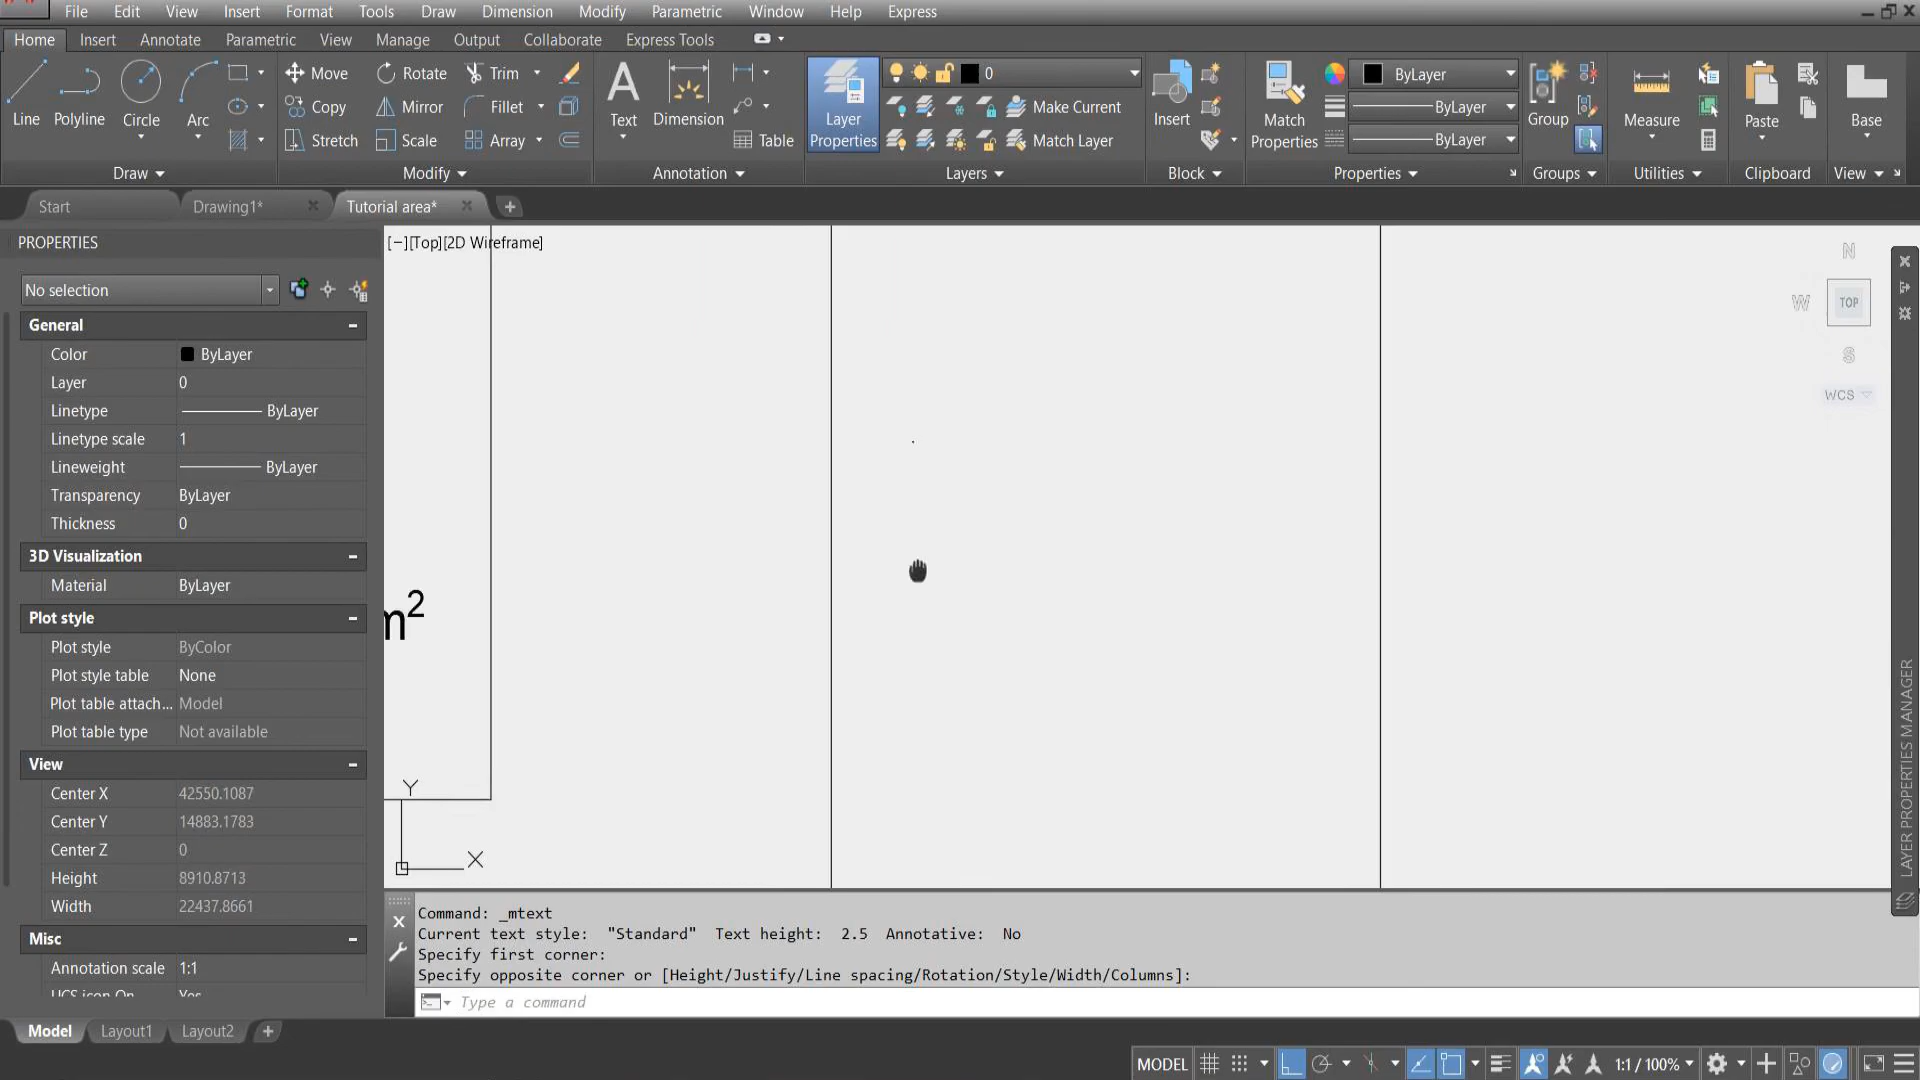 File Edit View Insert Format Tools Draw Dimension Modify Parametric Window Help Express
Home Insert Annotate Parametric View Manage Output Collaborate Express Tools
Line Polyline Circle Arc
Move Rotate Trim
Copy Mirror Fillet
Stretch Scale Array
Text Dimension Table
Layer Properties
0
Make Current
Match Layer
Insert
Match Properties
ByLayer
ByLayer
ByLayer
Group Measure Paste Base
Draw Modify Annotation Layers Block Properties Groups Utilities Clipboard View
Start Drawing1* Tutorial area*
PROPERTIES
No selection
General
Color ByLayer
Layer 0
Linetype ByLayer
Linetype scale 1
Lineweight ByLayer
Transparency ByLayer
Thickness 0
3D Visualization
Material ByLayer
Plot style
Plot style ByColor
Plot style table None
Plot table attach... Model
Plot table type Not available
View
Center X 42550.1087
Center Y 14883.1783
Center Z 0
Height 8910.8713
Width 22437.8661
Misc
Annotation scale 1:1
UCS icon On Yes
[−][Top][2D Wireframe]
m²
Y
X
N
W TOP
S
WCS
LAYER PROPERTIES MANAGER
Command: _mtext
Current text style: "Standard" Text height: 2.5 Annotative: No
Specify first corner:
Specify opposite corner or [Height/Justify/Line spacing/Rotation/Style/Width/Columns]:
Type a command
Model Layout1 Layout2
MODEL 1:1 / 100%